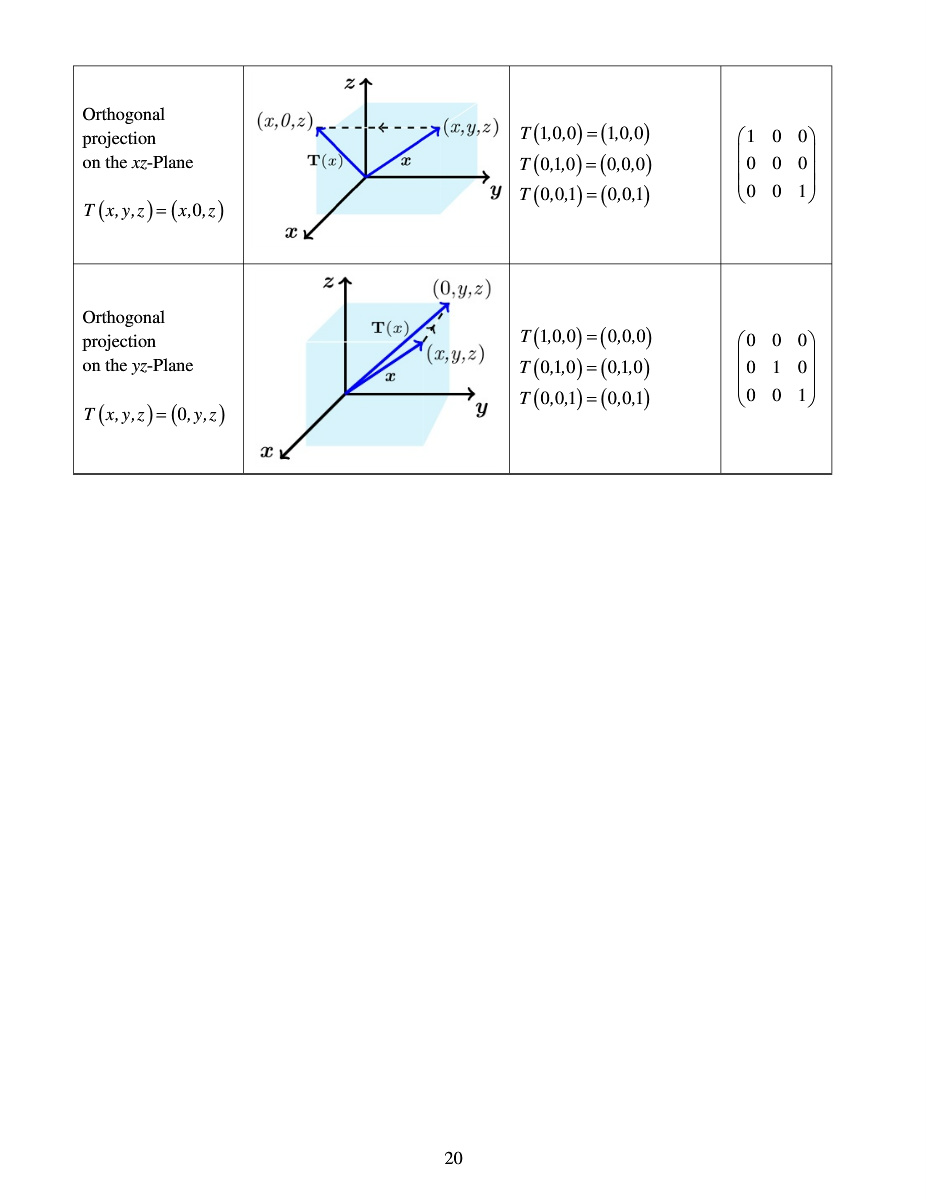 Orthogonal
projection
on the xz-Plane
T(x,y,z)=(x,0,z)
z
(x,0,z)
(x,y,z)
T(x)
x
y
x
T(1,0,0)=(1,0,0)
T(0,1,0)=(0,0,0)
T(0,0,1)=(0,0,1)
1 0 0
0 0 0
0 0 1
Orthogonal
projection
on the yz-Plane
T(x,y,z)=(0,y,z)
z
(0,y,z)
T(x)
(x,y,z)
x
y
x
T(1,0,0)=(0,0,0)
T(0,1,0)=(0,1,0)
T(0,0,1)=(0,0,1)
0 0 0
0 1 0
0 0 1
20